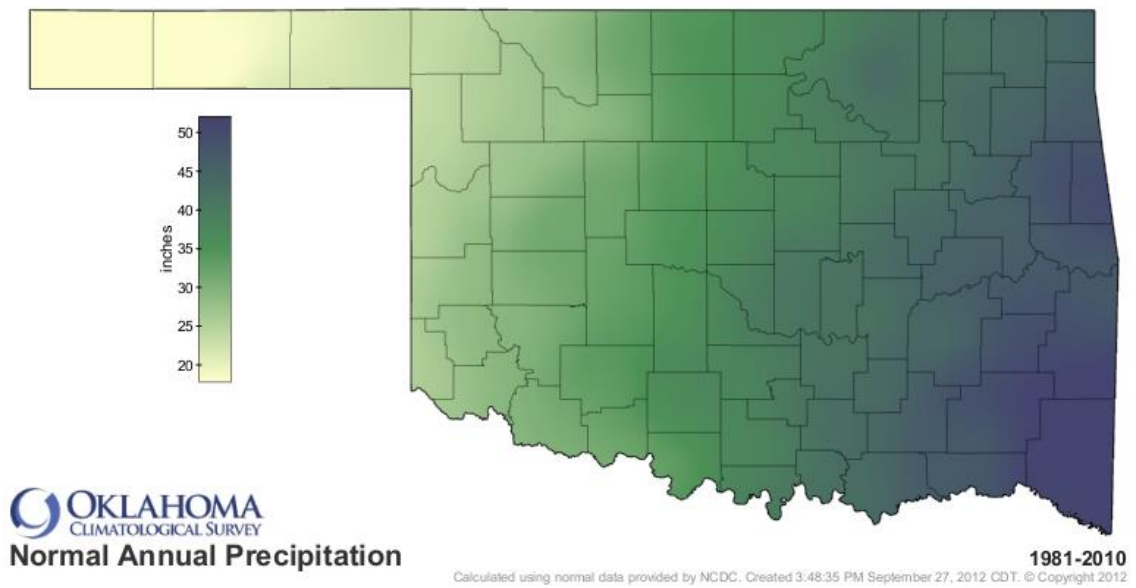 50
45
40
35
30
25
20
inches
OKLAHOMA
CLIMATOLOGICAL SURVEY
Normal Annual Precipitation
1981-2010
Calculated using normal data provided by NCDC. Created 3:48:35 PM September 27, 2012 CDT. © Copyright 2012